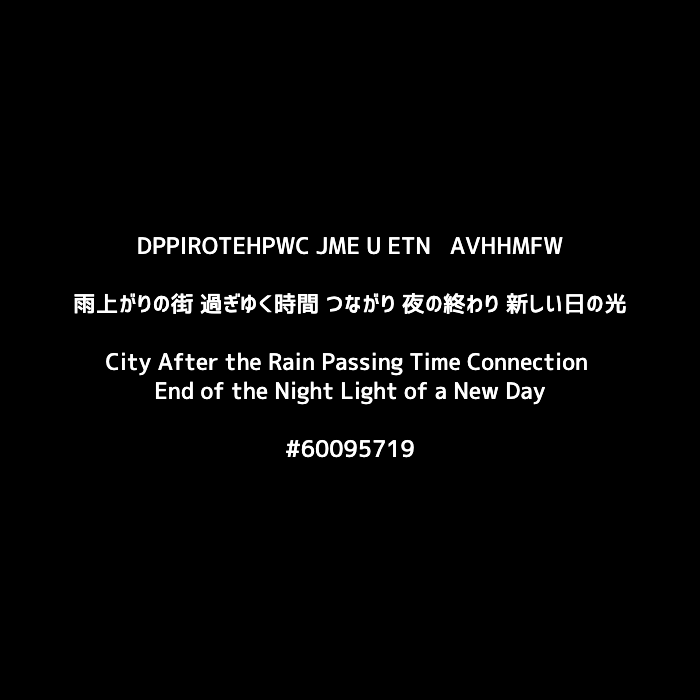 DPPIROTEHPWC JME U ETN   AVHHMFW
雨上がりの街 過ぎゆく時間 つながり 夜の終わり 新しい日の光
City After the Rain Passing Time Connection
End of the Night Light of a New Day
#60095719